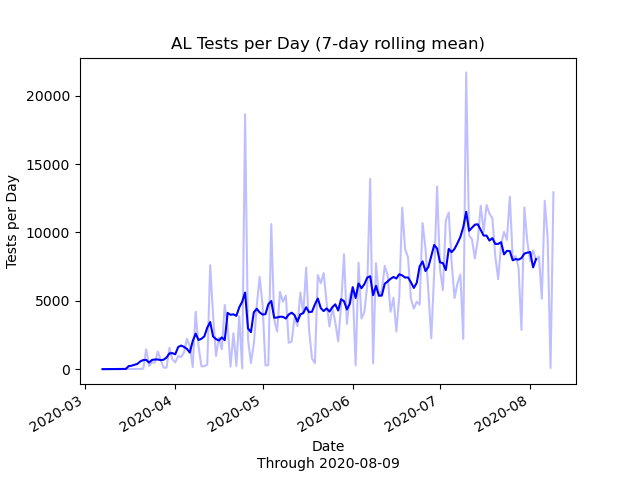 AL Tests per Day (7-day rolling mean)
Tests per Day
20000
15000
10000
5000
0
2020-03
2020-04
2020-05
2020-06
2020-07
2020-08
Date
Through 2020-08-09